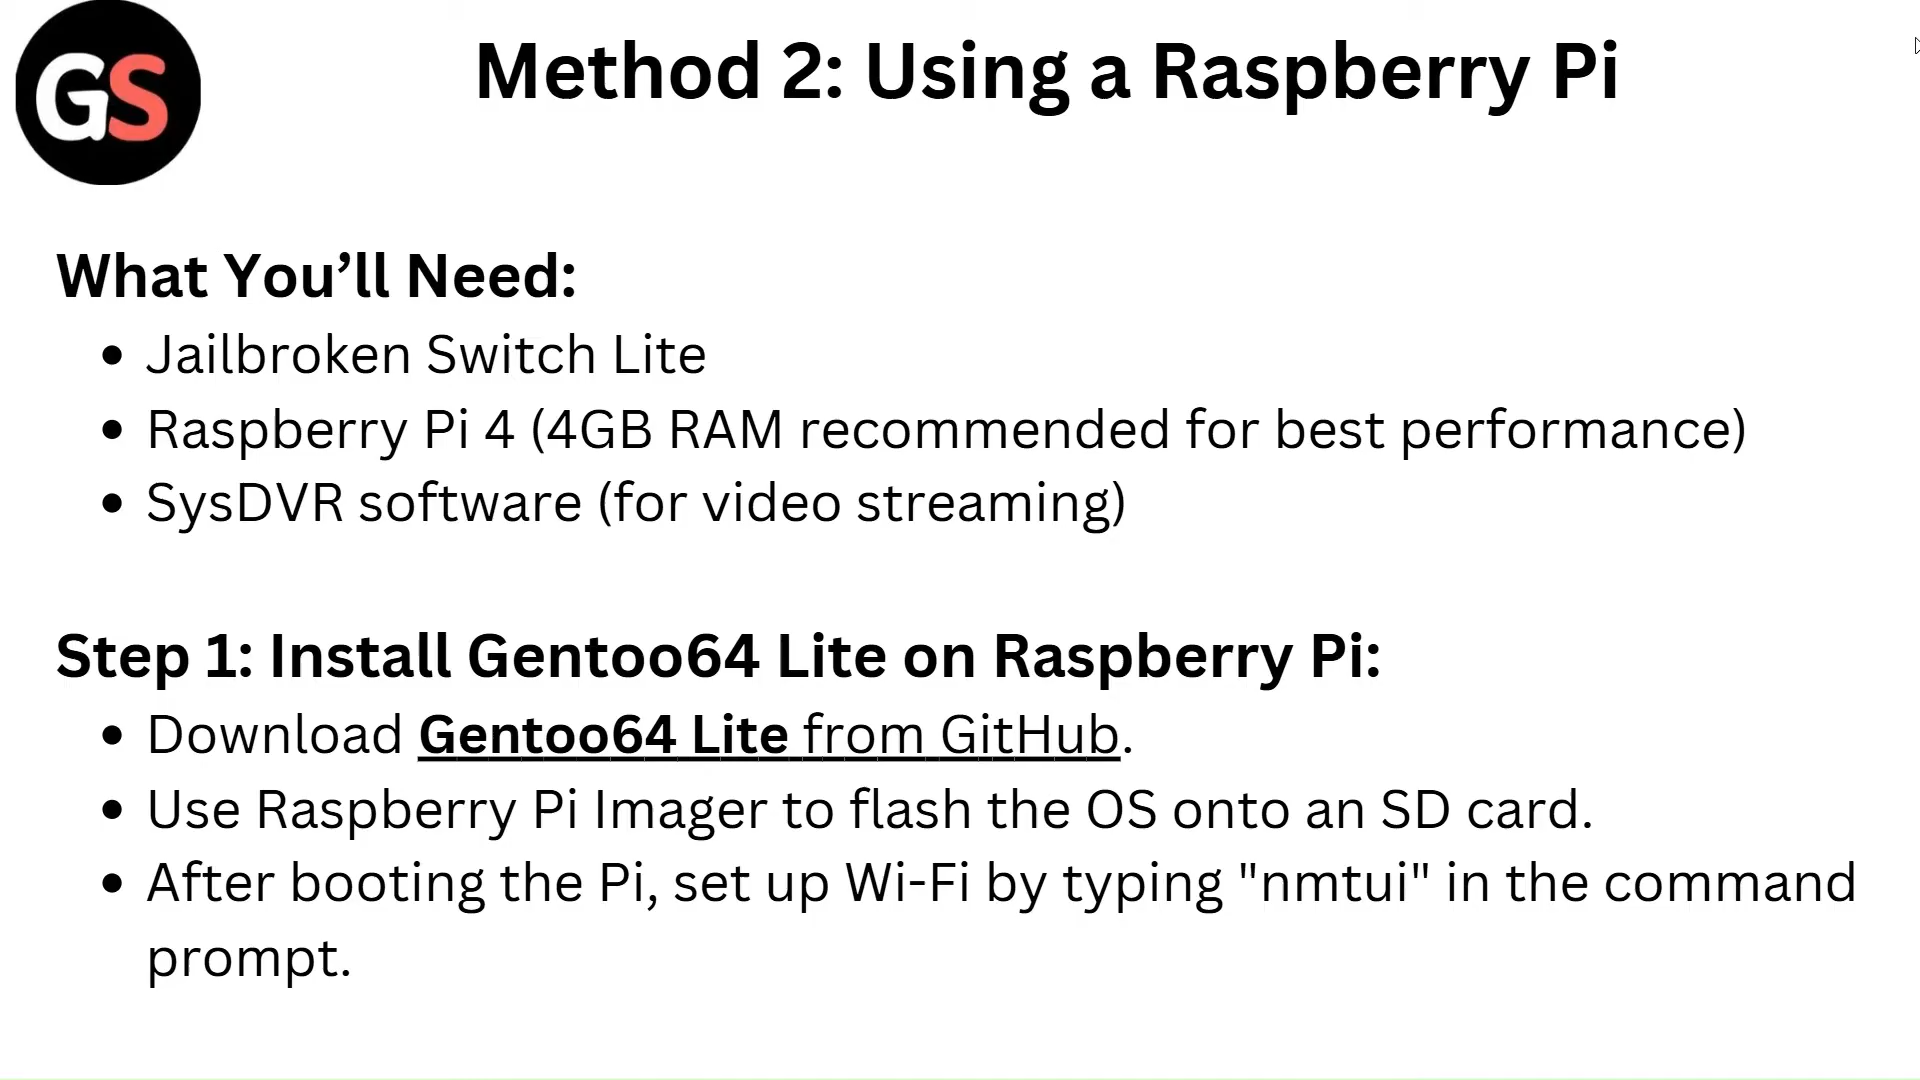 GS
Method 2: Using a Raspberry Pi
What You’ll Need:
• Jailbroken Switch Lite
• Raspberry Pi 4 (4GB RAM recommended for best performance)
• SysDVR software (for video streaming)
Step 1: Install Gentoo64 Lite on Raspberry Pi:
• Download Gentoo64 Lite from GitHub.
• Use Raspberry Pi Imager to flash the OS onto an SD card.
• After booting the Pi, set up Wi-Fi by typing "nmtui" in the command
prompt.